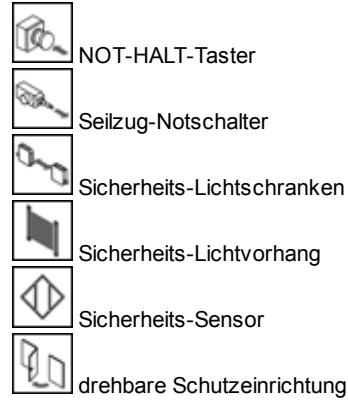 NOT-HALT-Taster
Seilzug-Notschalter
Sicherheits-Lichtschranken
Sicherheits-Lichtvorhang
Sicherheits-Sensor
drehbare Schutzeinrichtung